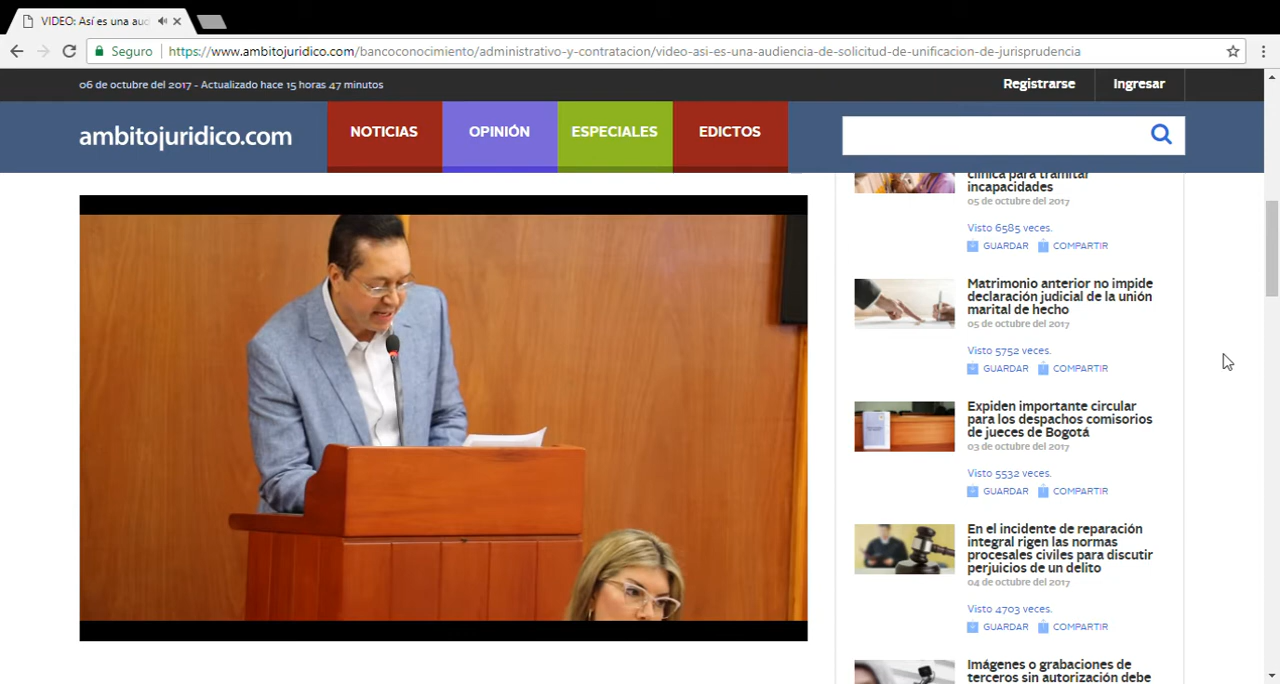 VIDEO: Así es una aud
Seguro
https://www.ambitojuridico.com/bancoconocimiento/administrativo-y-contratacion/video-asi-es-una-audiencia-de-solicitud-de-unificacion-de-jurisprudencia
06 de octubre del 2017 - Actualizado hace 15 horas 47 minutos
Registrarse
Ingresar
ambitojuridico.com
NOTICIAS
OPINIÓN
ESPECIALES
EDICTOS
clínica para tramitar
incapacidades
05 de octubre del 2017
Visto 6585 veces.
GUARDAR
COMPARTIR
Matrimonio anterior no impide
declaración judicial de la unión
marital de hecho
05 de octubre del 2017
Visto 5752 veces.
GUARDAR
COMPARTIR
Expiden importante circular
para los despachos comisorios
de jueces de Bogotá
03 de octubre del 2017
Visto 5532 veces.
GUARDAR
COMPARTIR
En el incidente de reparación
integral rigen las normas
procesales civiles para discutir
perjuicios de un delito
04 de octubre del 2017
Visto 4703 veces.
GUARDAR
COMPARTIR
Imágenes o grabaciones de
terceros sin autorización debe